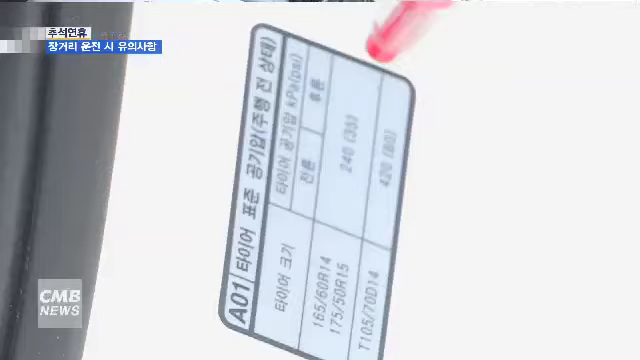 추석연휴
장거리 운전 시 유의사항
A01 타이어 표준 공기압(주행 전 상태)
타이어 크기
타이어 공기압 kPa(psi)
전륜
후륜
165/60R14
175/50R15
240 (35)
T105/70D14
420 (60)
CMB
NEWS